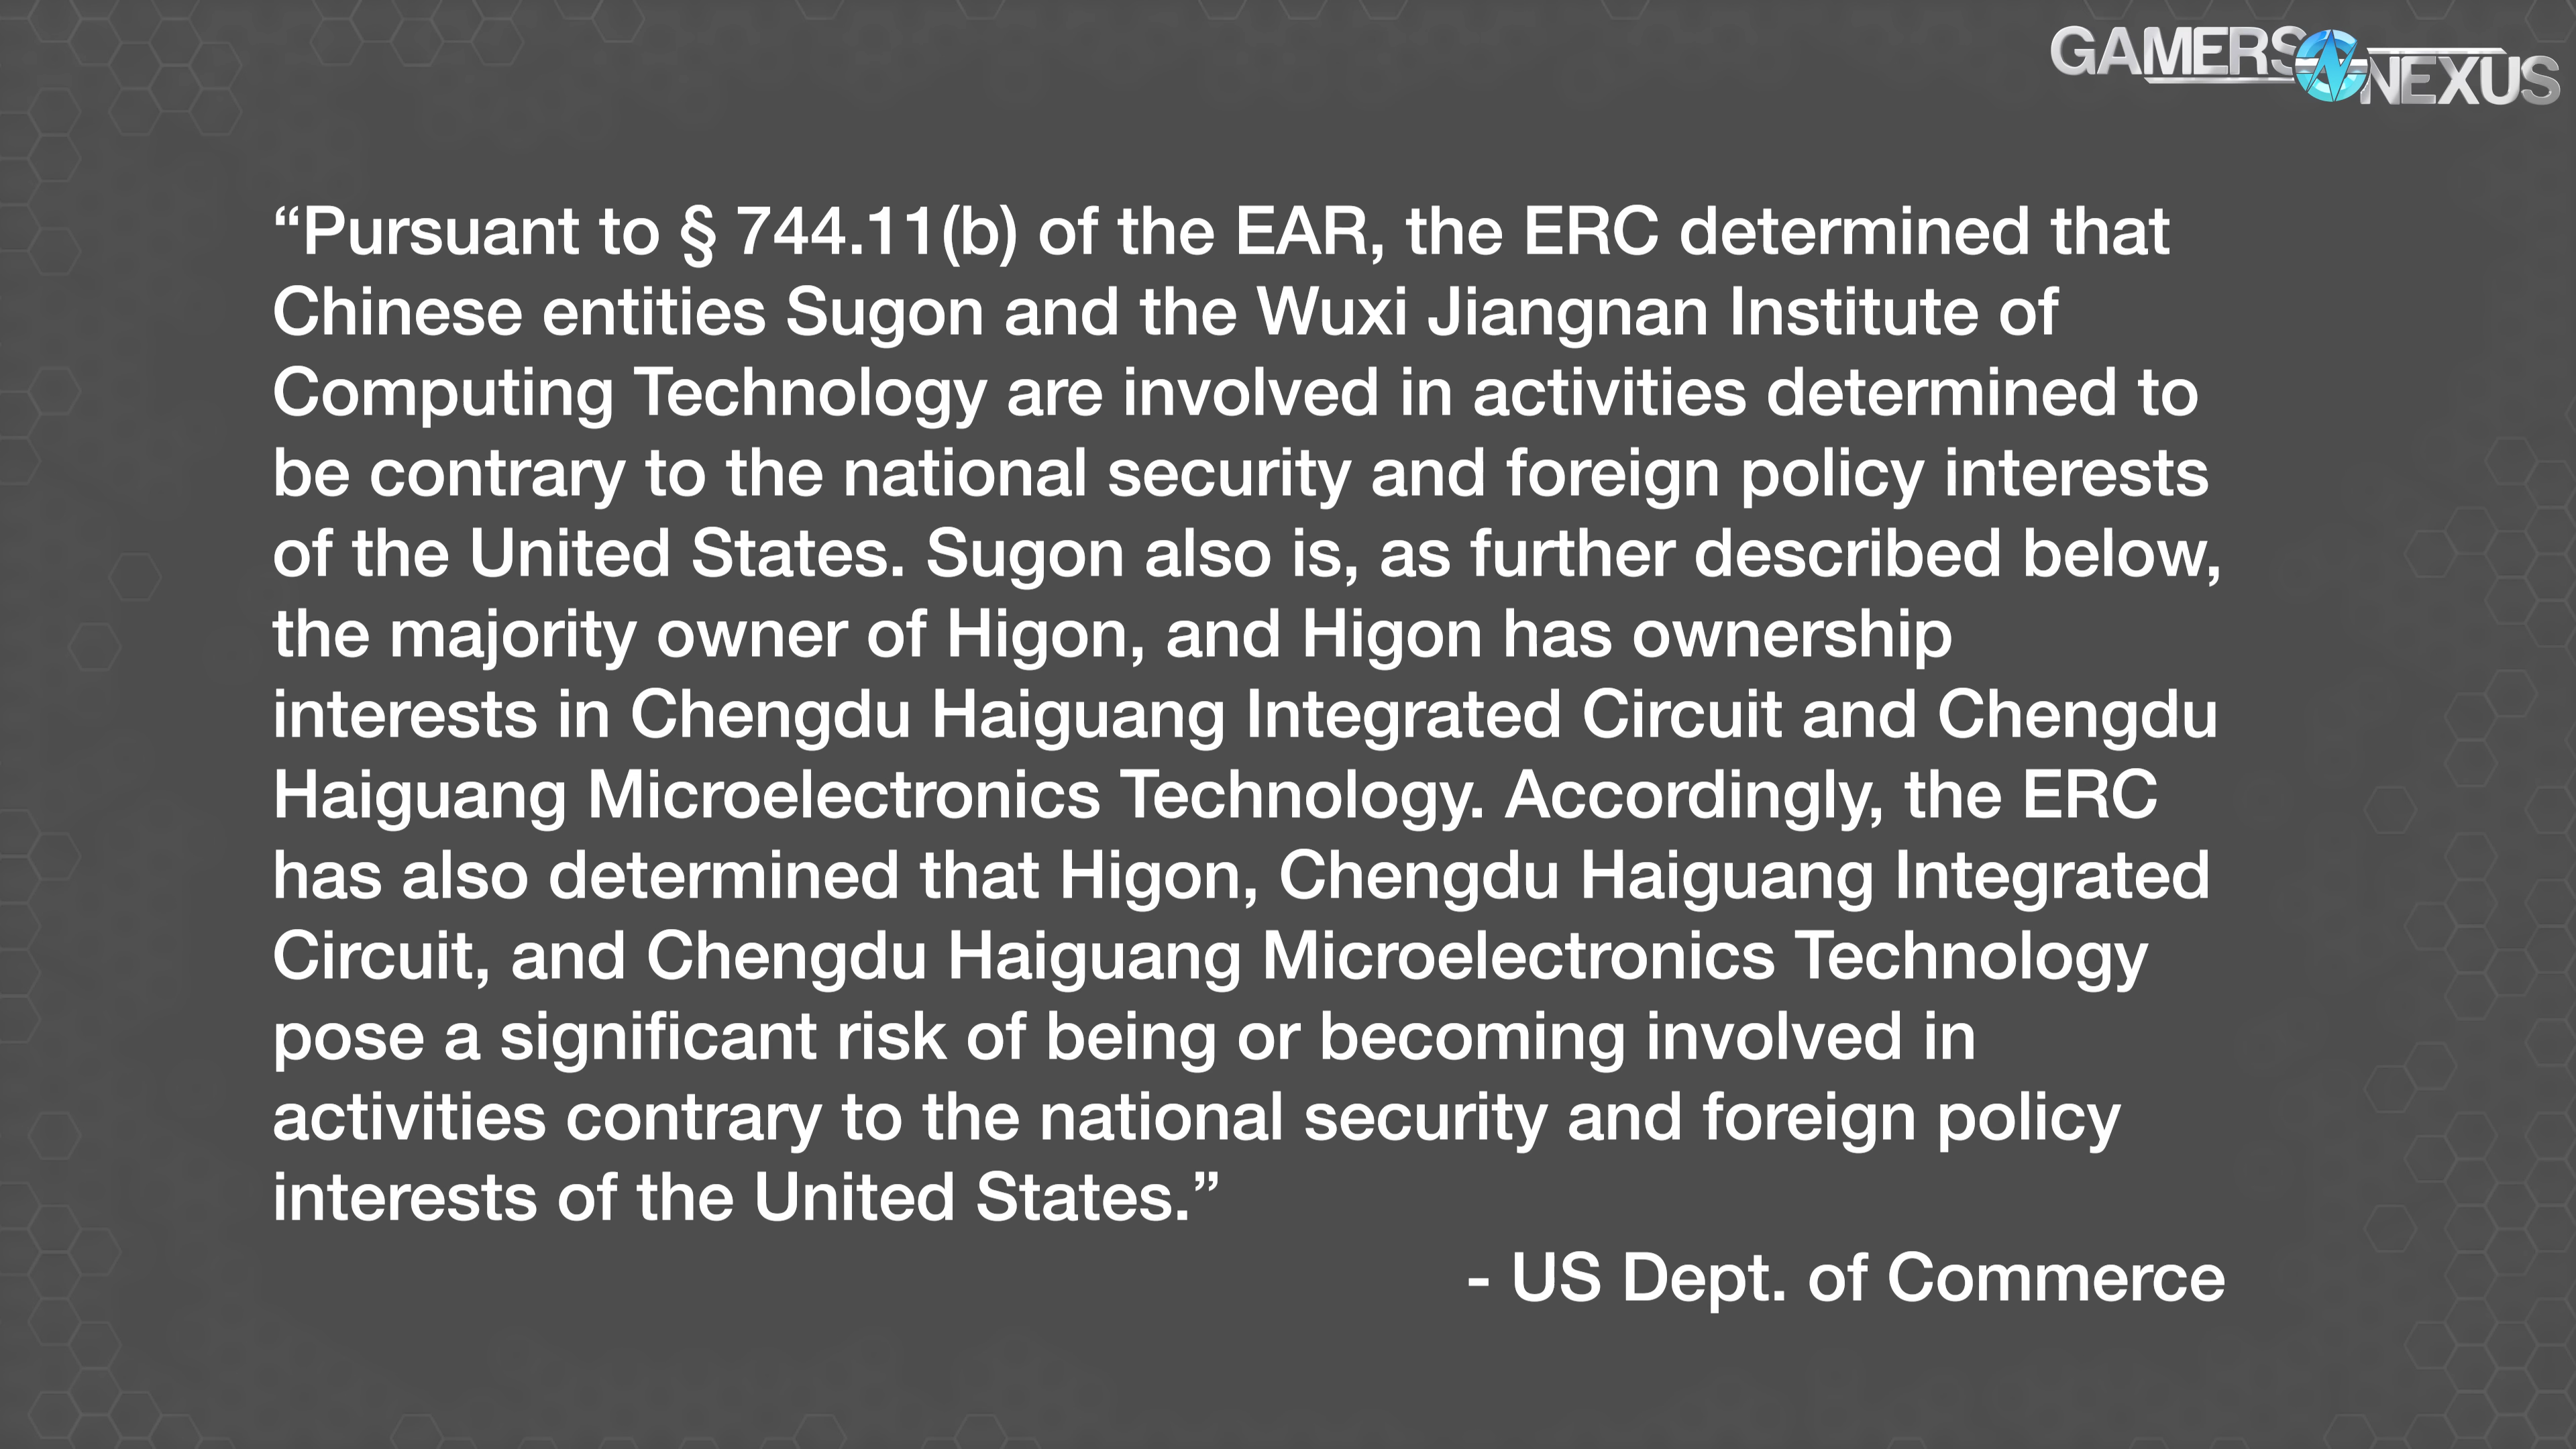 GAMERS NEXUS
“Pursuant to § 744.11(b) of the EAR, the ERC determined that
Chinese entities Sugon and the Wuxi Jiangnan Institute of
Computing Technology are involved in activities determined to
be contrary to the national security and foreign policy interests
of the United States. Sugon also is, as further described below,
the majority owner of Higon, and Higon has ownership
interests in Chengdu Haiguang Integrated Circuit and Chengdu
Haiguang Microelectronics Technology. Accordingly, the ERC
has also determined that Higon, Chengdu Haiguang Integrated
Circuit, and Chengdu Haiguang Microelectronics Technology
pose a significant risk of being or becoming involved in
activities contrary to the national security and foreign policy
interests of the United States.”
- US Dept. of Commerce